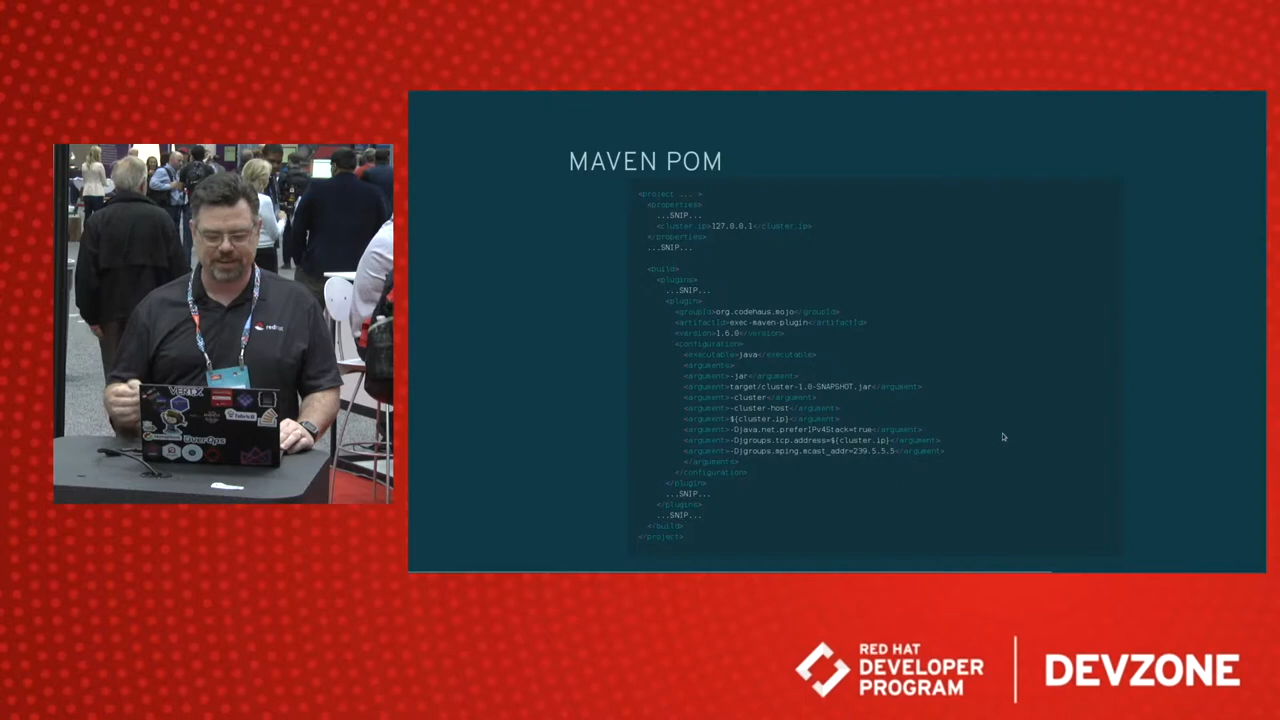 MAVEN POM
<project ... >
<properties>
...SNIP...
<cluster.ip>127.0.0.1</cluster.ip>
</properties>
...SNIP...
<build>
<plugins>
...SNIP...
<plugin>
<groupId>org.codehaus.mojo</groupId>
<artifactId>exec-maven-plugin</artifactId>
<version>1.6.0</version>
<configuration>
<executable>java</executable>
<arguments>
<argument>-jar</argument>
<argument>target/cluster-1.0-SNAPSHOT.jar</argument>
<argument>-cluster</argument>
<argument>-cluster-host</argument>
<argument>${cluster.ip}</argument>
<argument>-Djava.net.preferIPv4Stack=true</argument>
<argument>-Djgroups.tcp.address=${cluster.ip}</argument>
<argument>-Djgroups.mping.mcast_addr=239.5.5.5</argument>
</arguments>
</configuration>
</plugin>
...SNIP...
</plugins>
...SNIP...
</build>
</project>
redhat
VERT.X
fabric8
OverOps
RED HAT
DEVELOPER
PROGRAM
DEVZONE